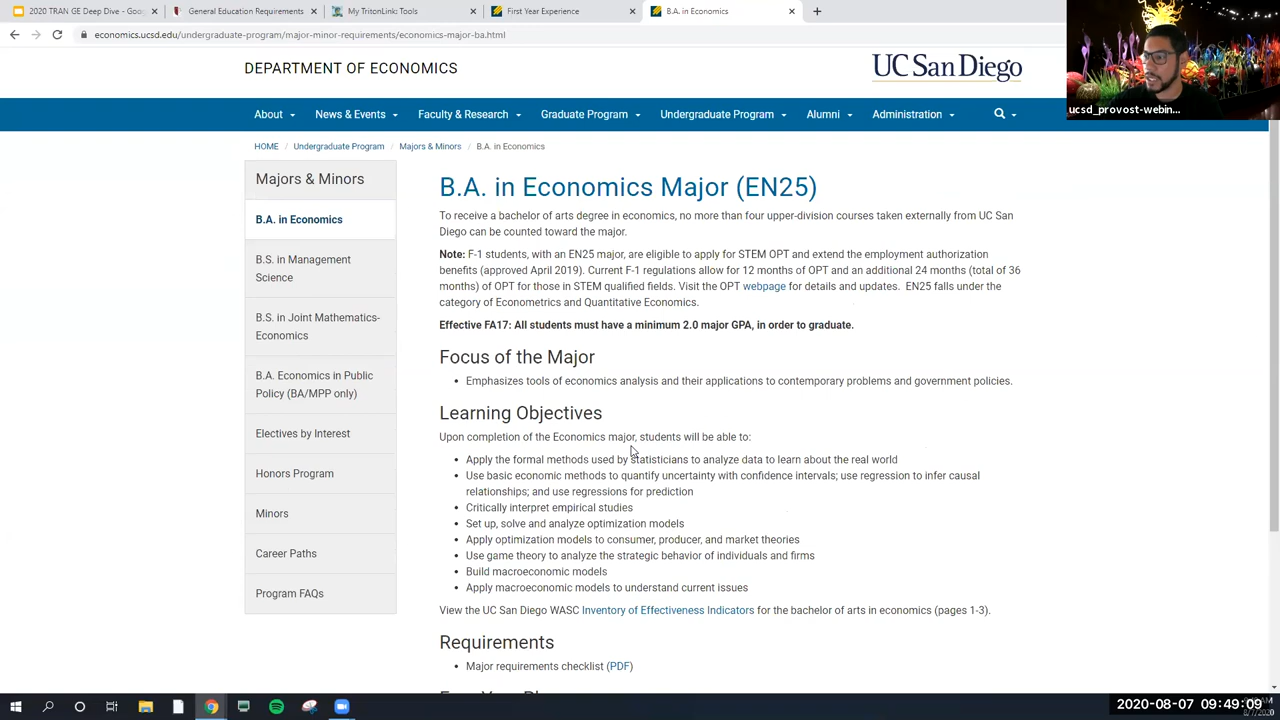 2020 TRAN GE Deep Dive - Goo
General Education Requirements
My TritonLink: Tools
First Year Experience
B.A. in Economics
economics.ucsd.edu/undergraduate-program/major-minor-requirements/economics-major-ba.html
ucsd_provost-webin...
DEPARTMENT OF ECONOMICS
UC San Diego
About
News & Events
Faculty & Research
Graduate Program
Undergraduate Program
Alumni
Administration
HOME / Undergraduate Program / Majors & Minors / B.A. in Economics
Majors & Minors
B.A. in Economics
B.S. in Management
Science
B.S. in Joint Mathematics-
Economics
B.A. Economics in Public
Policy (BA/MPP only)
Electives by Interest
Honors Program
Minors
Career Paths
Program FAQs
B.A. in Economics Major (EN25)
To receive a bachelor of arts degree in economics, no more than four upper-division courses taken externally from UC San
Diego can be counted toward the major.
Note: F-1 students, with an EN25 major, are eligible to apply for STEM OPT and extend the employment authorization
benefits (approved April 2019). Current F-1 regulations allow for 12 months of OPT and an additional 24 months (total of 36
months) of OPT for those in STEM qualified fields. Visit the OPT webpage for details and updates. EN25 falls under the
category of Econometrics and Quantitative Economics.
Effective FA17: All students must have a minimum 2.0 major GPA, in order to graduate.
Focus of the Major
• Emphasizes tools of economics analysis and their applications to contemporary problems and government policies.
Learning Objectives
Upon completion of the Economics major, students will be able to:
• Apply the formal methods used by statisticians to analyze data to learn about the real world
• Use basic economic methods to quantify uncertainty with confidence intervals; use regression to infer causal
relationships; and use regressions for prediction
• Critically interpret empirical studies
• Set up, solve and analyze optimization models
• Apply optimization models to consumer, producer, and market theories
• Use game theory to analyze the strategic behavior of individuals and firms
• Build macroeconomic models
• Apply macroeconomic models to understand current issues
View the UC San Diego WASC Inventory of Effectiveness Indicators for the bachelor of arts in economics (pages 1-3).
Requirements
• Major requirements checklist (PDF)
2020-08-07 09:49:09
8/7/2020